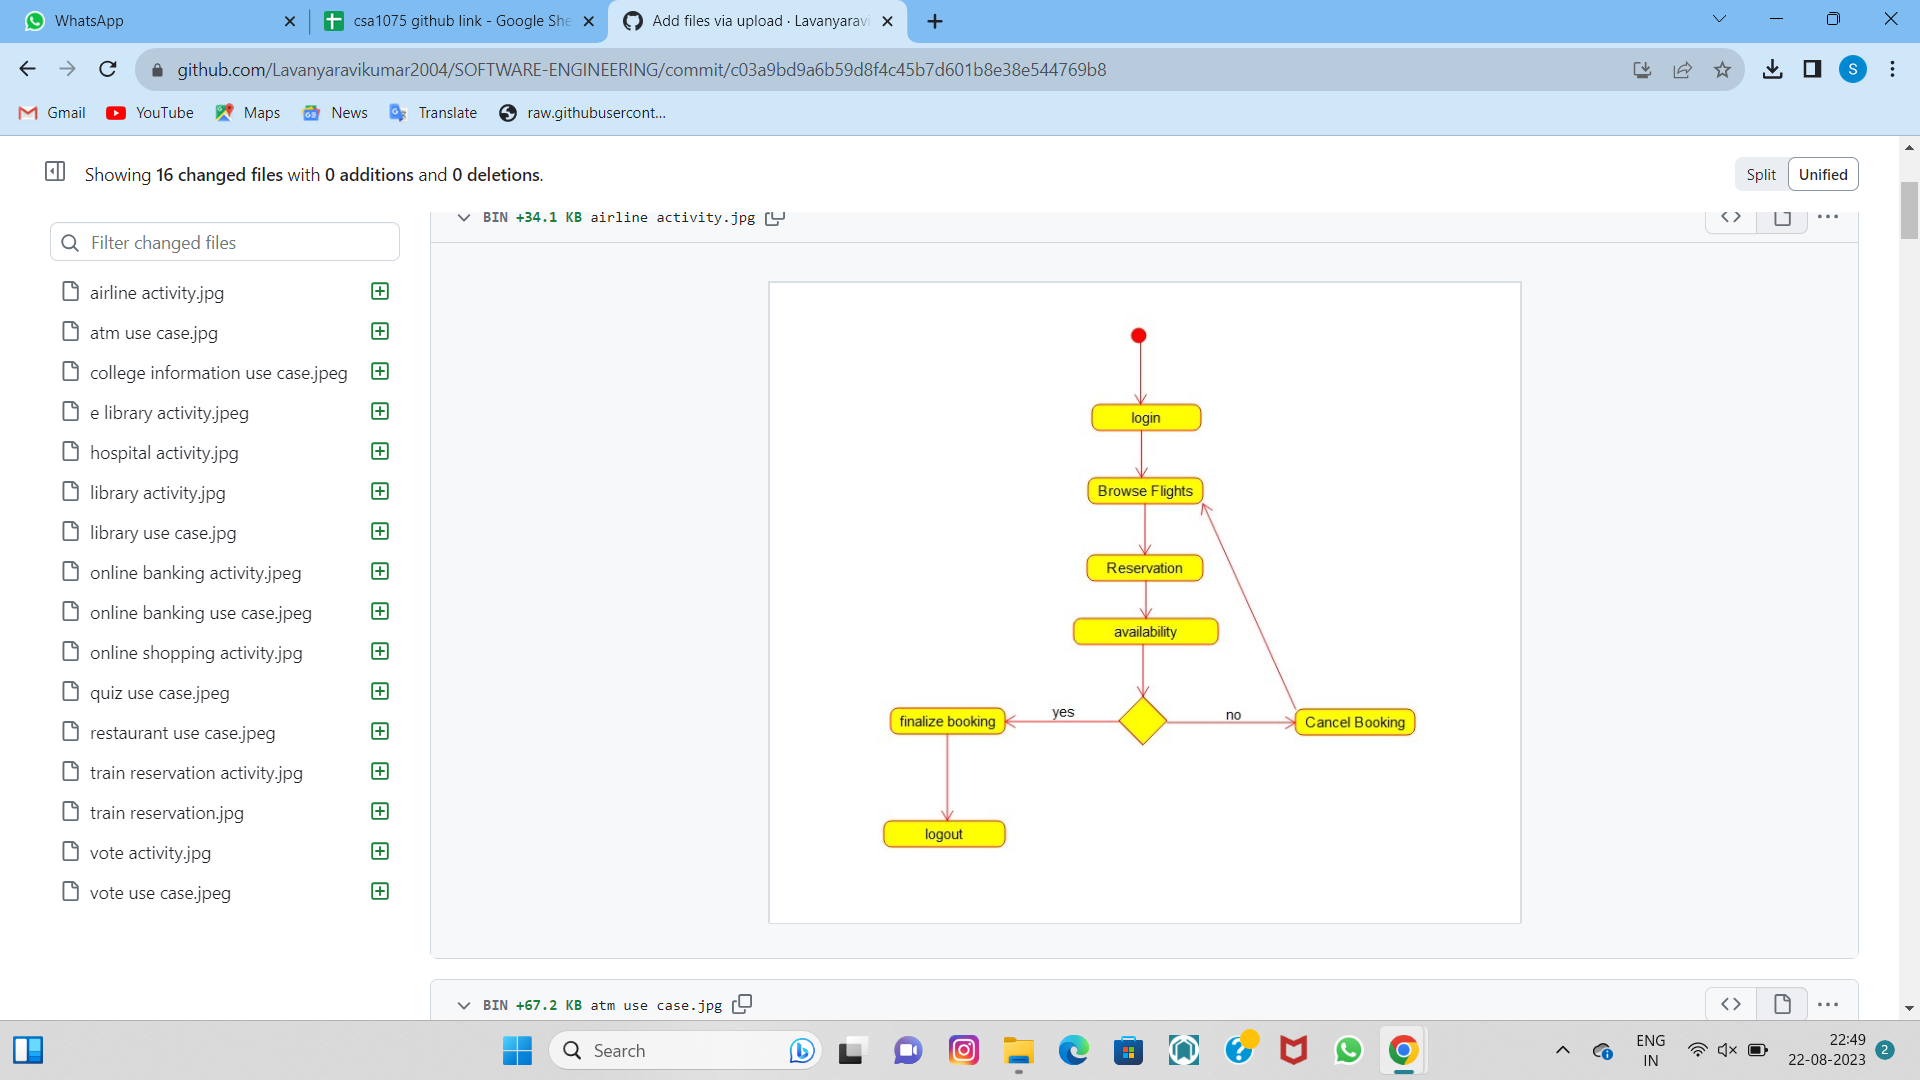 WhatsApp
csa1075 github link - Google She
Add files via upload · Lavanyaravi
github.com/Lavanyaravikumar2004/SOFTWARE-ENGINEERING/commit/c03a9bd9a6b59d8f4c45b7d601b8e38e544769b8
S
Gmail
YouTube
Maps
News
Translate
raw.githubusercont...
Showing 16 changed files with 0 additions and 0 deletions.
Split
Unified
Filter changed files
airline activity.jpg
atm use case.jpg
college information use case.jpeg
e library activity.jpeg
hospital activity.jpg
library activity.jpg
library use case.jpg
online banking activity.jpeg
online banking use case.jpeg
online shopping activity.jpg
quiz use case.jpeg
restaurant use case.jpeg
train reservation activity.jpg
train reservation.jpg
vote activity.jpg
vote use case.jpeg
BIN +34.1 KB airline activity.jpg
login
Browse Flights
Reservation
availability
yes
no
finalize booking
Cancel Booking
logout
BIN +67.2 KB atm use case.jpg
Search
ENG
IN
22:49
22-08-2023
2